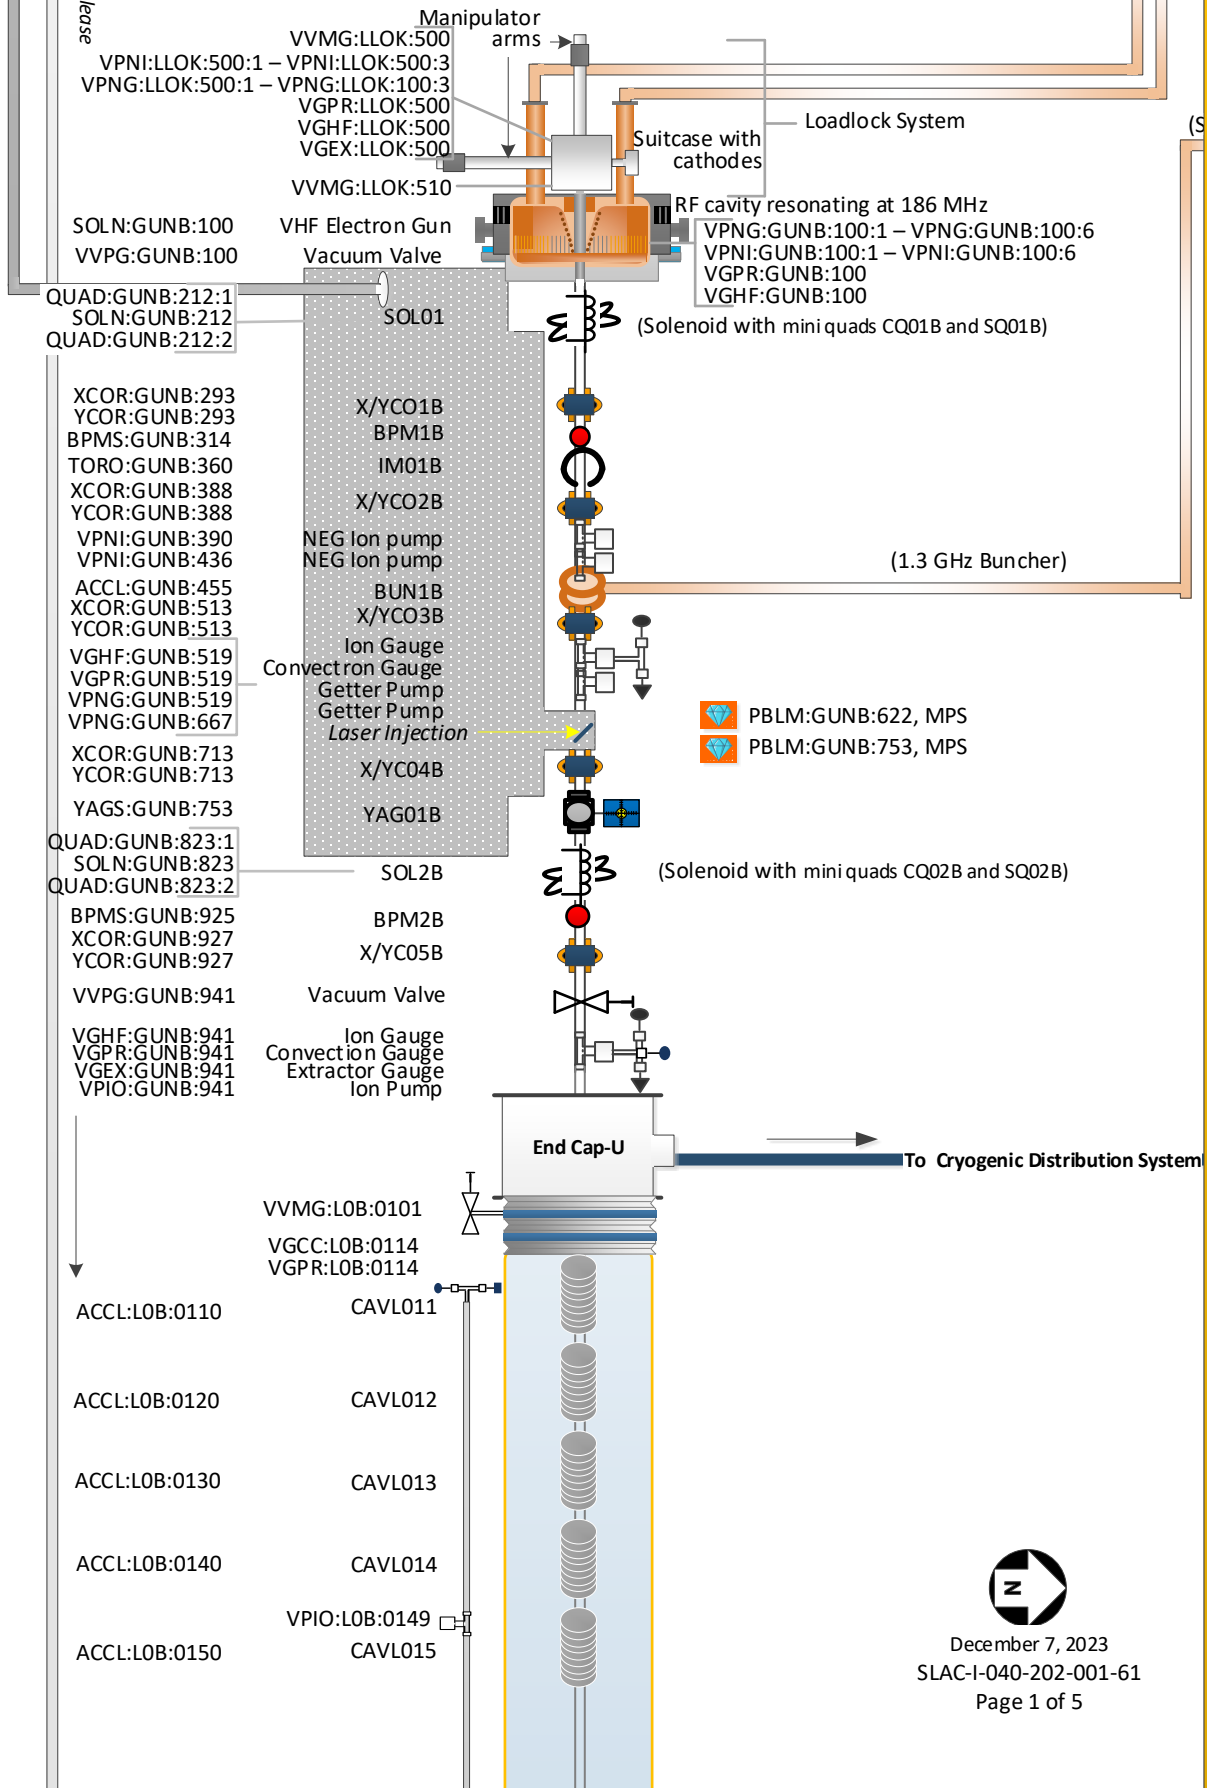 lease
Manipulator
arms
VVMG:LLOK:500
VPNI:LLOK:500:1 – VPNI:LLOK:500:3
VPNG:LLOK:500:1 – VPNG:LLOK:100:3
VGPR:LLOK:500
VGHF:LLOK:500
VGEX:LLOK:500
VVMG:LLOK:510
Loadlock System
Suitcase with
cathodes
(S
RF cavity resonating at 186 MHz
SOLN:GUNB:100 VHF Electron Gun
VVPG:GUNB:100 Vacuum Valve
VPNG:GUNB:100:1 – VPNG:GUNB:100:6
VPNI:GUNB:100:1 – VPNI:GUNB:100:6
VGPR:GUNB:100
VGHF:GUNB:100
QUAD:GUNB:212:1
SOLN:GUNB:212 SOL01
QUAD:GUNB:212:2
(Solenoid with mini quads CQ01B and SQ01B)
XCOR:GUNB:293
YCOR:GUNB:293
X/YCO1B
BPMS:GUNB:314 BPM1B
TORO:GUNB:360 IM01B
XCOR:GUNB:388
YCOR:GUNB:388
X/YCO2B
VPNI:GUNB:390 NEG Ion pump
VPNI:GUNB:436 NEG Ion pump
(1.3 GHz Buncher)
ACCL:GUNB:455 BUN1B
XCOR:GUNB:513
YCOR:GUNB:513
X/YCO3B
VGHF:GUNB:519 Ion Gauge
VGPR:GUNB:519 Convectron Gauge
VPNG:GUNB:519 Getter Pump
VPNG:GUNB:667 Getter Pump
Laser Injection
PBLM:GUNB:622, MPS
PBLM:GUNB:753, MPS
XCOR:GUNB:713
YCOR:GUNB:713
X/YC04B
YAGS:GUNB:753 YAG01B
QUAD:GUNB:823:1
SOLN:GUNB:823
QUAD:GUNB:823:2
SOL2B
(Solenoid with mini quads CQ02B and SQ02B)
BPMS:GUNB:925 BPM2B
XCOR:GUNB:927
YCOR:GUNB:927
X/YC05B
VVPG:GUNB:941 Vacuum Valve
VGHF:GUNB:941 Ion Gauge
VGPR:GUNB:941 Convection Gauge
VGEX:GUNB:941 Extractor Gauge
VPIO:GUNB:941 Ion Pump
End Cap-U
To Cryogenic Distribution System
VVMG:L0B:0101
VGCC:L0B:0114
VGPR:L0B:0114
ACCL:L0B:0110 CAVL011
ACCL:L0B:0120 CAVL012
ACCL:L0B:0130 CAVL013
ACCL:L0B:0140 CAVL014
VPIO:L0B:0149
ACCL:L0B:0150 CAVL015
N
December 7, 2023
SLAC-I-040-202-001-61
Page 1 of 5